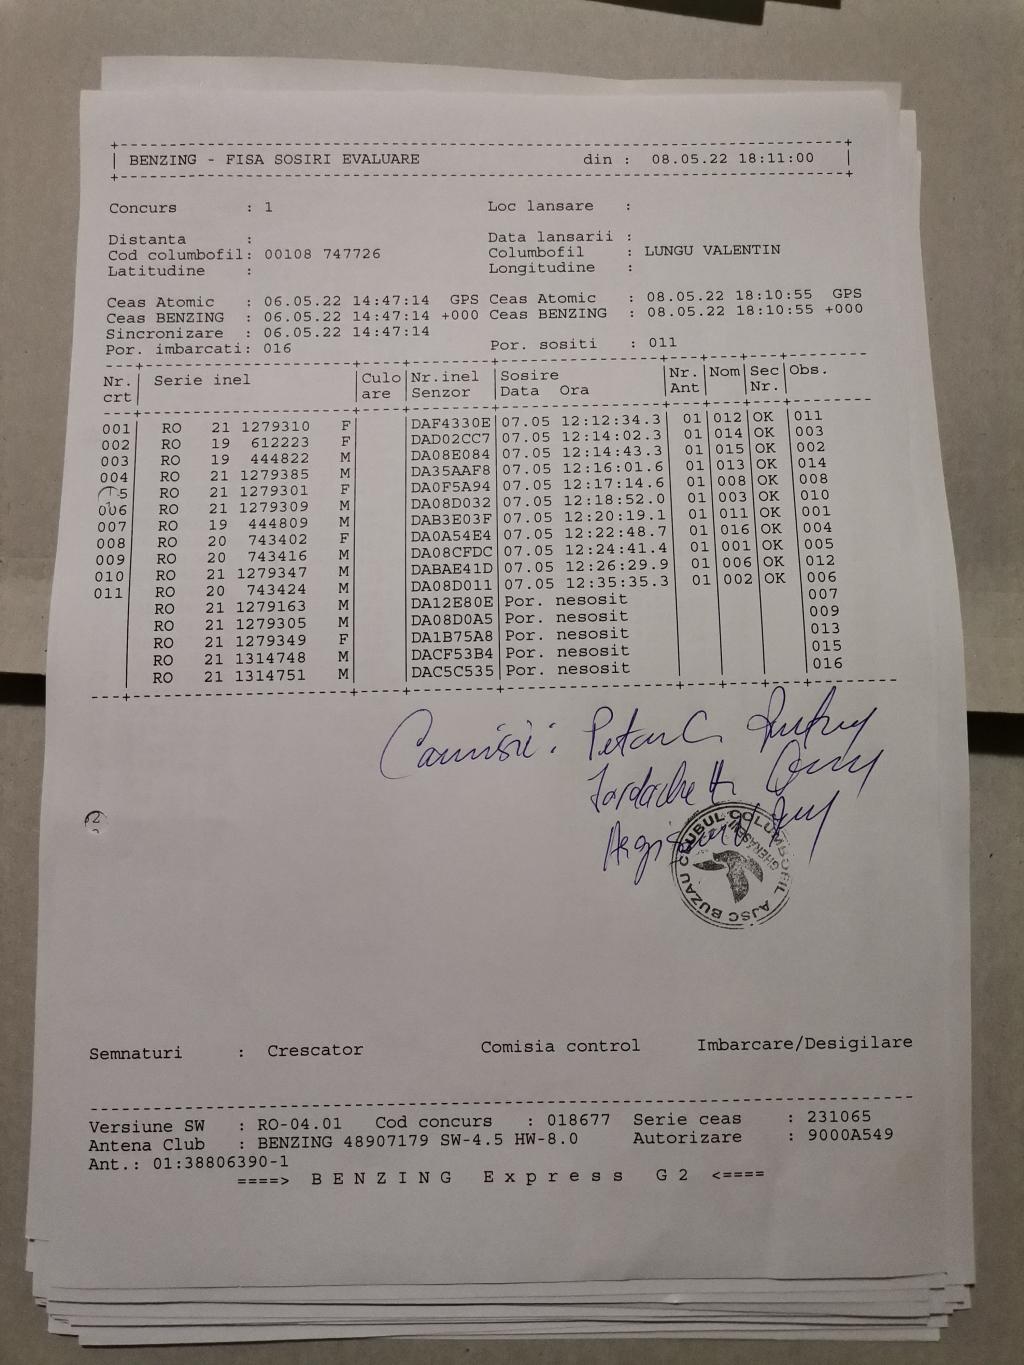 BENZING - FISA SOSIRI EVALUARE din : 08.05.22 18:11:00
Concurs : 1 Loc lansare :
Distanta : Data lansarii :
Cod columbofil: 00108 747726 Columbofil : LUNGU VALENTIN
Latitudine : Longitudine :
Ceas Atomic : 06.05.22 14:47:14 GPS Ceas Atomic : 08.05.22 18:10:55 GPS
Ceas BENZING : 06.05.22 14:47:14 +000 Ceas BENZING : 08.05.22 18:10:55 +000
Sincronizare : 06.05.22 14:47:14
Por. imbarcati: 016 Por. sositi : 011
Nr. Serie inel Culo Nr.inel Sosire Nr. Nom Sec Obs.
crt are Senzor Data Ora Ant Nr.
001 RO 21 1279310 F DAF4330E 07.05 12:12:34.3 01 012 OK 011
002 RO 19 612223 F DAD02CC7 07.05 12:14:02.3 01 014 OK 003
003 RO 19 444822 M DA08E084 07.05 12:14:43.3 01 015 OK 002
004 RO 21 1279385 M DA35AAF8 07.05 12:16:01.6 01 013 OK 014
5 RO 21 1279301 F DA0F5A94 07.05 12:17:14.6 01 008 OK 008
006 RO 21 1279309 M DA08D032 07.05 12:18:52.0 01 003 OK 010
007 RO 19 444809 M DAB3E03F 07.05 12:20:19.1 01 011 OK 001
008 RO 20 743402 F DA0A54E4 07.05 12:22:48.7 01 016 OK 004
009 RO 20 743416 M DA08CFDC 07.05 12:24:41.4 01 001 OK 005
010 RO 21 1279347 M DABAE41D 07.05 12:26:29.9 01 006 OK 012
011 RO 20 743424 M DA08D011 07.05 12:35:35.3 01 002 OK 006
RO 21 1279163 M DA12E80E Por. nesosit 007
RO 21 1279305 M DA08D0A5 Por. nesosit 009
RO 21 1279349 F DA1B75A8 Por. nesosit 013
RO 21 1314748 M DACF53B4 Por. nesosit 015
RO 21 1314751 M DAC5C535 Por. nesosit 016
Comisie: Petar C.
Iordache H
CLUBUL COLUMBOFIL
AJSC BUZAU
Semnaturi : Crescator Comisia control Imbarcare/Desigilare
Versiune SW : RO-04.01 Cod concurs : 018677 Serie ceas : 231065
Antena Club : BENZING 48907179 SW-4.5 HW-8.0 Autorizare : 9000A549
Ant.: 01:38806390-1
====> B E N Z I N G E x p r e s s G 2 <====